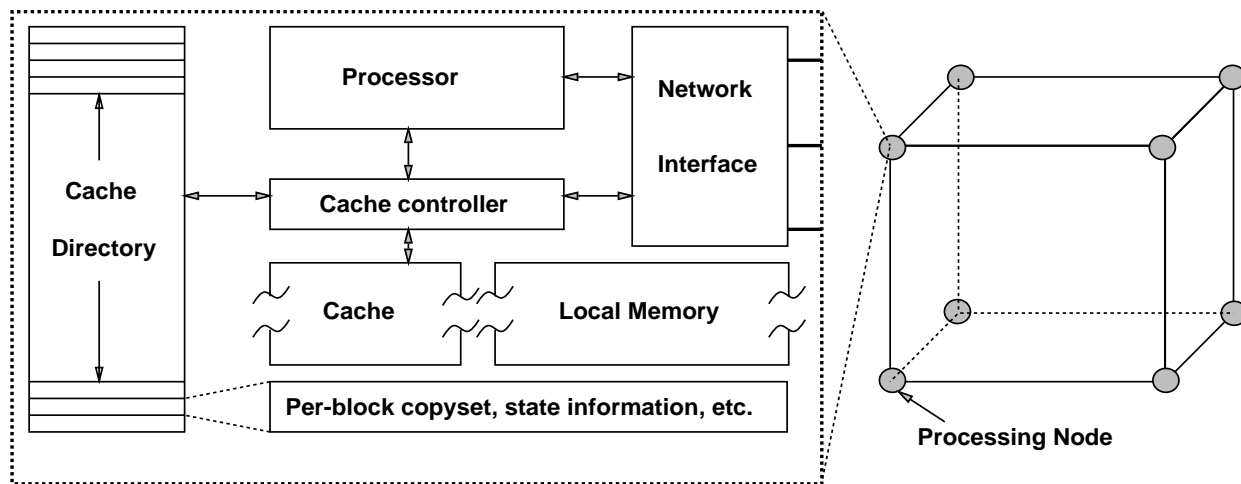 Processor
Network
Interface
Cache
Directory
Cache controller
Cache
Local Memory
Per-block copyset, state information, etc.
Processing Node